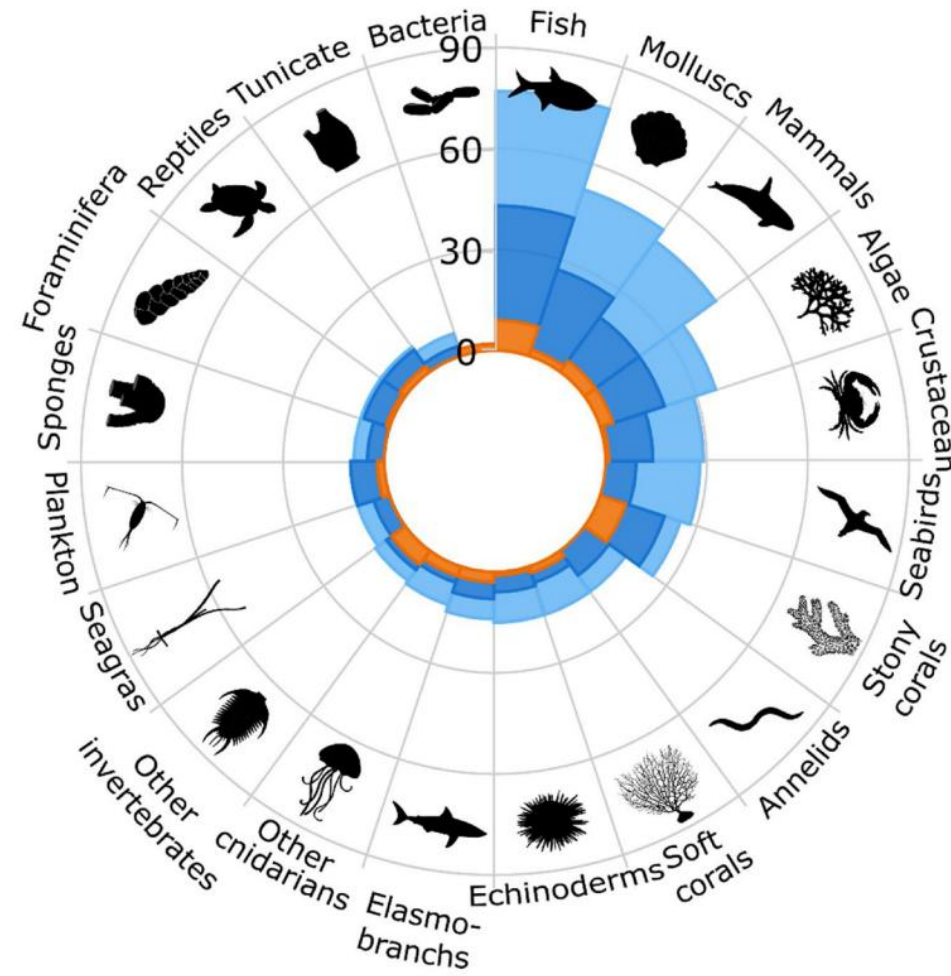 Fish
Molluscs
Mammals
Algae
Crustacean
Seabirds
Stony
corals
Annelids
Soft
corals
Echinoderms
Elasmo-
branchs
Other
cnidarians
Other
invertebrates
Seagras
Plankton
Sponges
Foraminifera
Reptiles
Tunicate
Bacteria
90
60
30
0